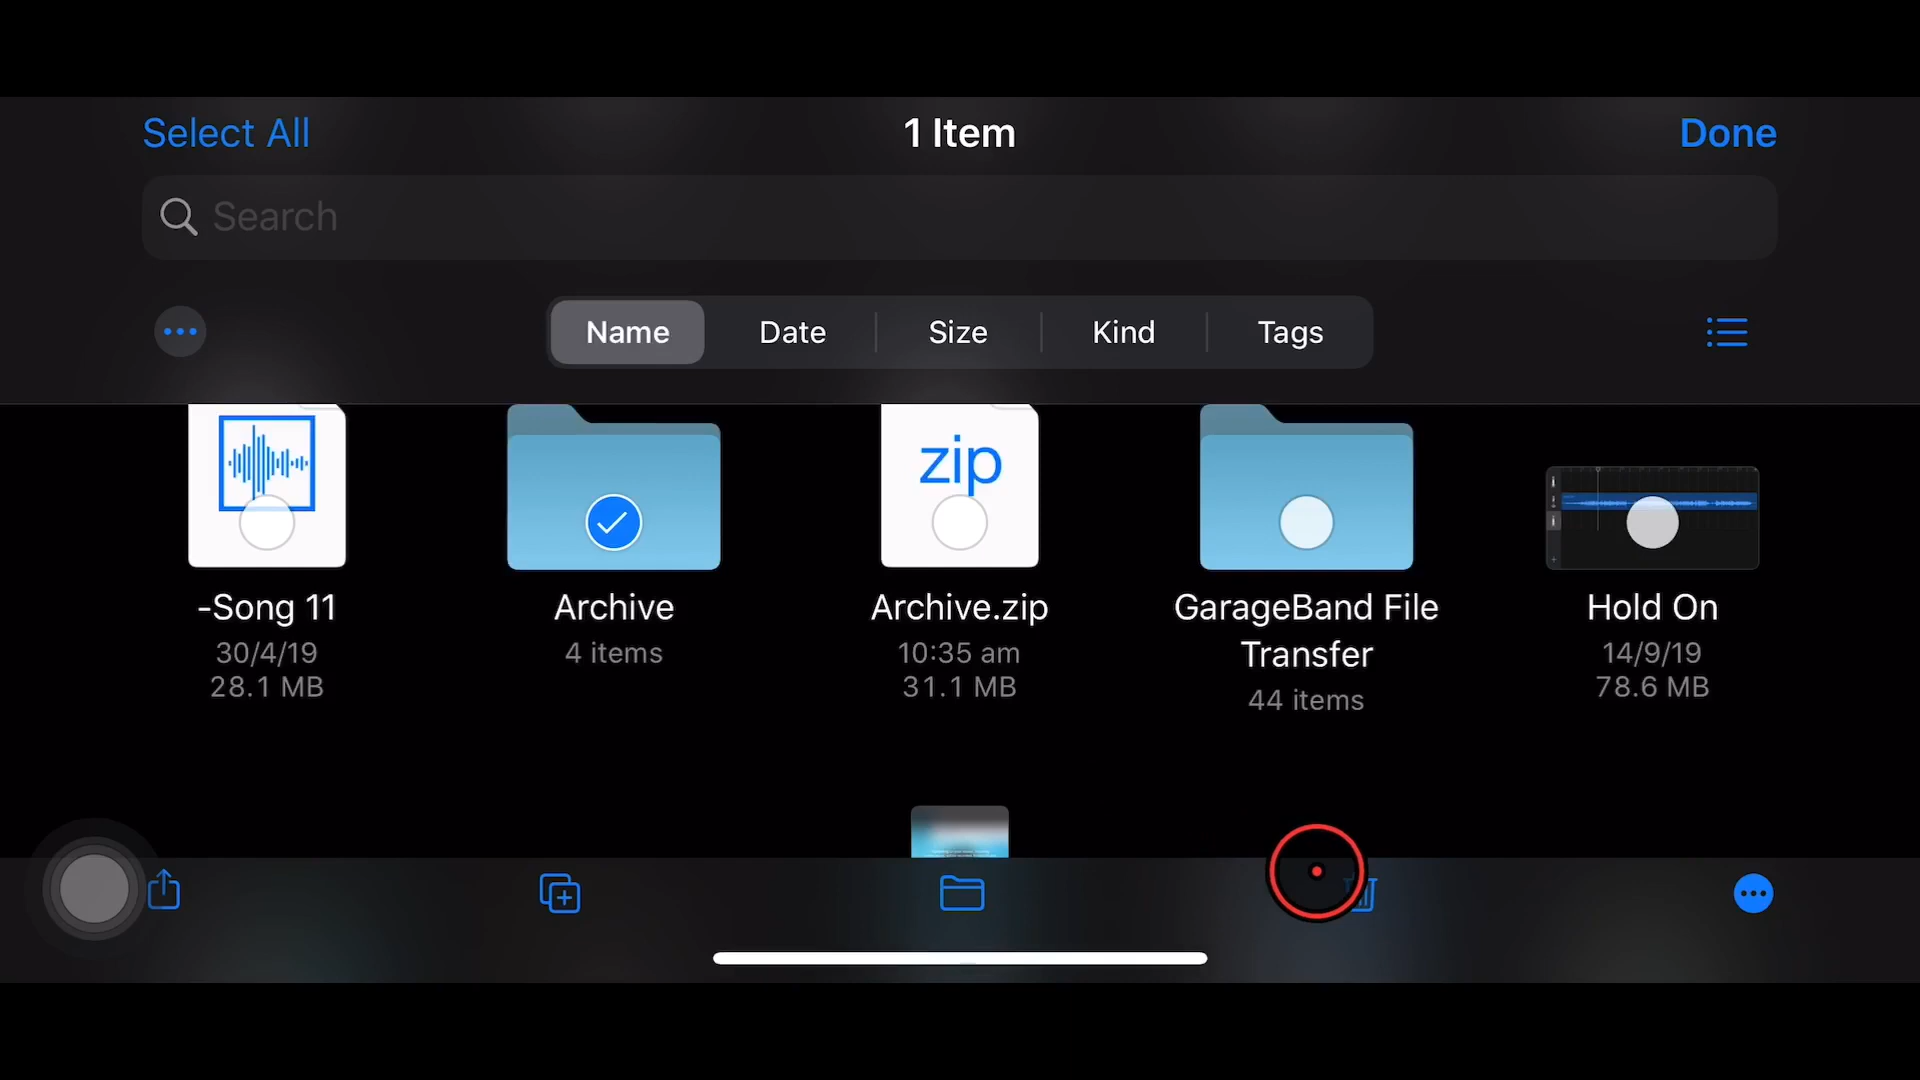 Select All
1 Item
Done
Search
Name
Date
Size
Kind
Tags
zip
-Song 11
30/4/19
28.1 MB
Archive
4 items
Archive.zip
10:35 am
31.1 MB
GarageBand File
Transfer
44 items
Hold On
14/9/19
78.6 MB